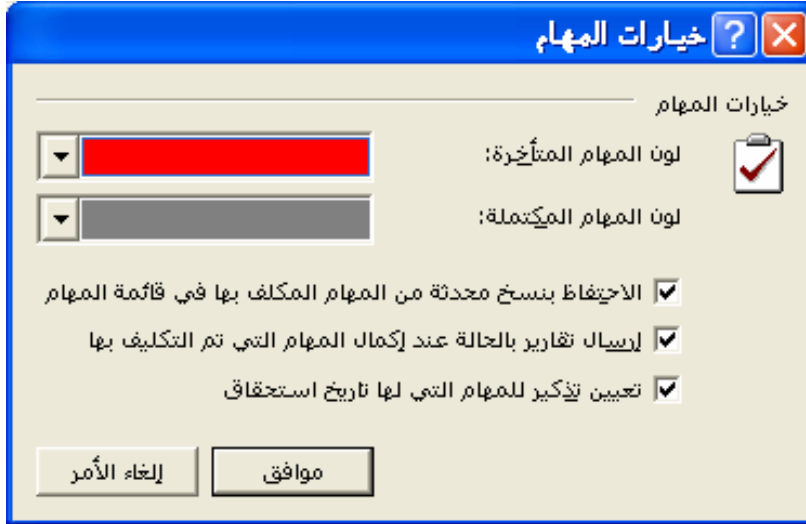 خيارات المهام
خيارات المهام
لون المهام المتأخرة:
لون المهام المكتملة:
الاحتفاظ بنسخ محدثة من المهام المكلف بها في قائمة المهام
إرسال تقارير بالحالة عند إكمال المهام التي تم التكليف بها
تعيين تذكير للمهام التي لها تاريخ استحقاق
موافق
إلغاء الأمر